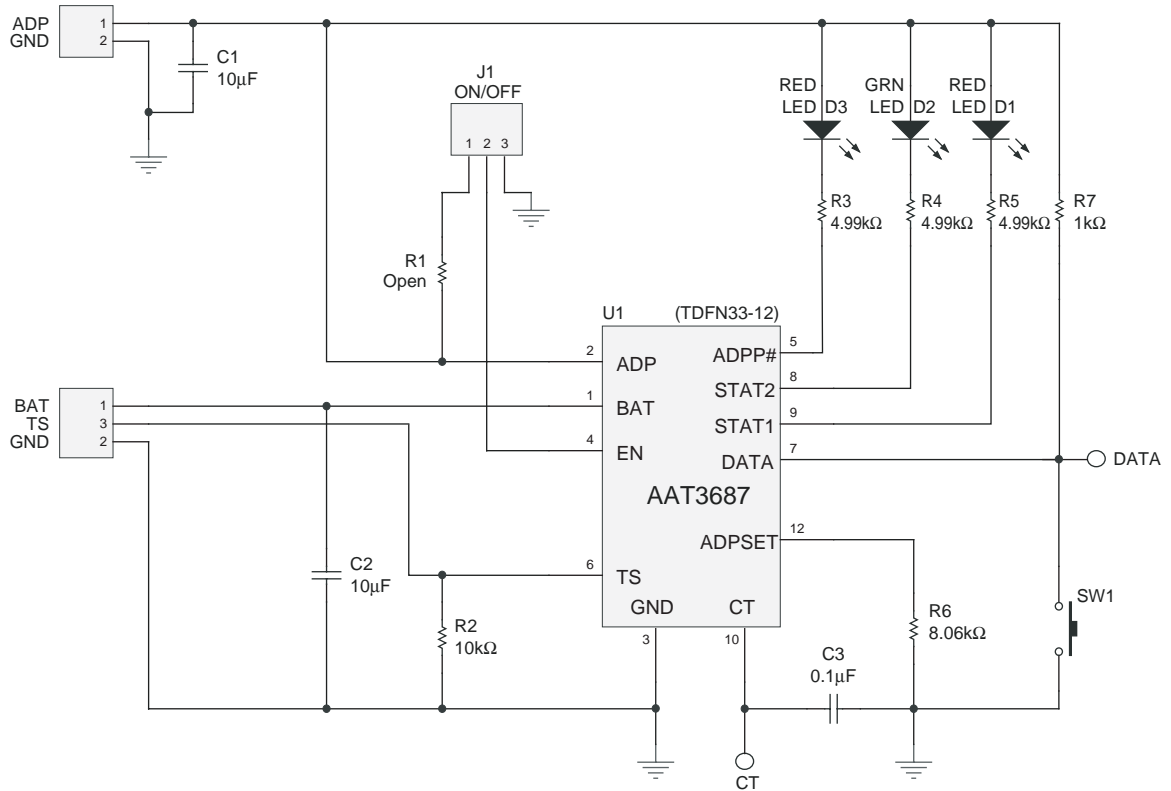 ADP 1
GND 2
C1
10μF
J1
ON/OFF
1 2 3
RED
LED D3
GRN
LED D2
RED
LED D1
R3
4.99kΩ
R4
4.99kΩ
R5
4.99kΩ
R7
1kΩ
R1
Open
U1 (TDFN33-12)
2 ADP
1 BAT
4 EN
6 TS
ADPP# 5
STAT2 8
STAT1 9
DATA 7
DATA
AAT3687
ADPSET 12
GND
3
CT
10
BAT 1
TS 3
GND 2
C2
10μF
R2
10kΩ
C3
0.1μF
R6
8.06kΩ
SW1
CT